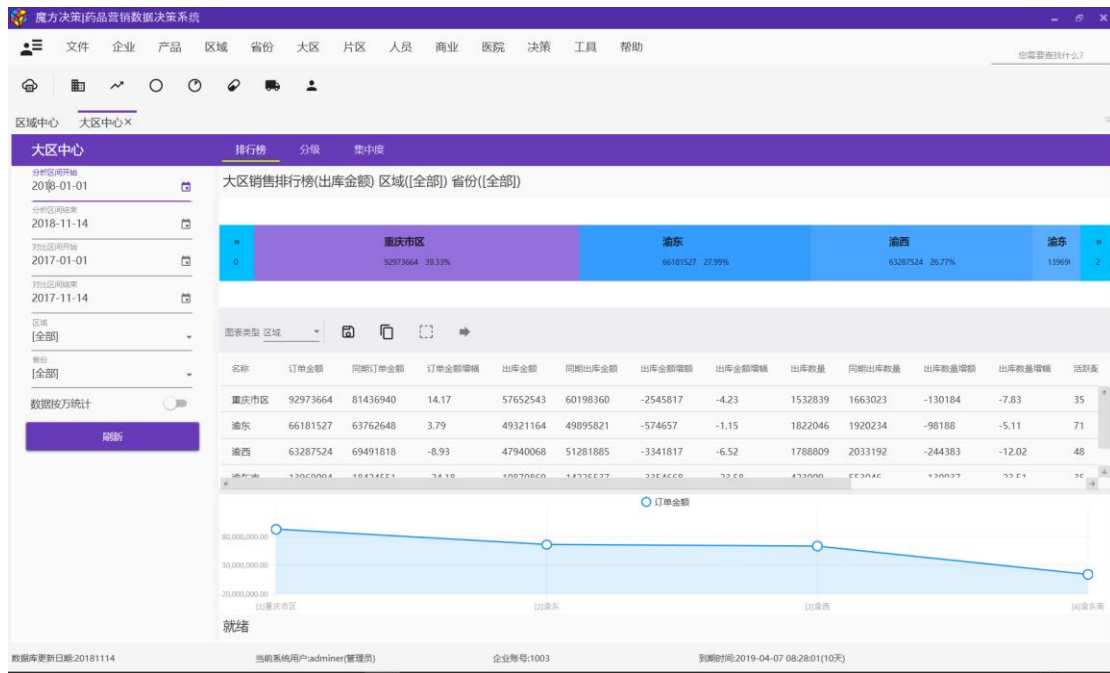 魔方决策|药品营销数据决策系统
文件 企业 产品 区域 省份 大区 片区 人员 商业 医院 决策 工具 帮助
您需要查找什么?
区域中心 大区中心×
大区中心 排行榜 分级 集中度
分析区间开始
2018-01-01
大区销售排行榜(出库金额) 区域([全部]) 省份([全部])
分析区间结束
2018-11-14
对比区间开始
2017-01-01
对比区间结束
2017-11-14
« 重庆市区 渝东 渝西 渝东 »
0 92973664 39.33% 66181527 27.99% 63287524 26.77% 13969 2
区域
[全部]
省份
[全部]
数据按万统计
刷新
图表类型 区域
名称 订单金额 同期订单金额 订单金额增幅 出库金额 同期出库金额 出库金额增额 出库金额增幅 出库数量 同期出库数量 出库数量增额 出库数量增幅
重庆市区 92973664 81436940 14.17 57652543 60198360 -2545817 -4.23 1532839 1663023 -130184 -7.83 35
渝东 66181527 63762648 3.79 49321164 49895821 -574657 -1.15 1822046 1920234 -98188 -5.11 71
渝西 63287524 69491818 -8.93 47940068 51281885 -3341817 -6.52 1788809 2033192 -244383 -12.02 48
订单金额
80,000,000.00
30,000,000.00
-20,000,000.00
[1]重庆市区 [2]渝东 [3]渝西 [4]渝东南
就绪
数据库更新日期:20181114 当前系统用户:adminer(管理员) 企业账号:1003 到期时间:2019-04-07 08:28:01(10天)